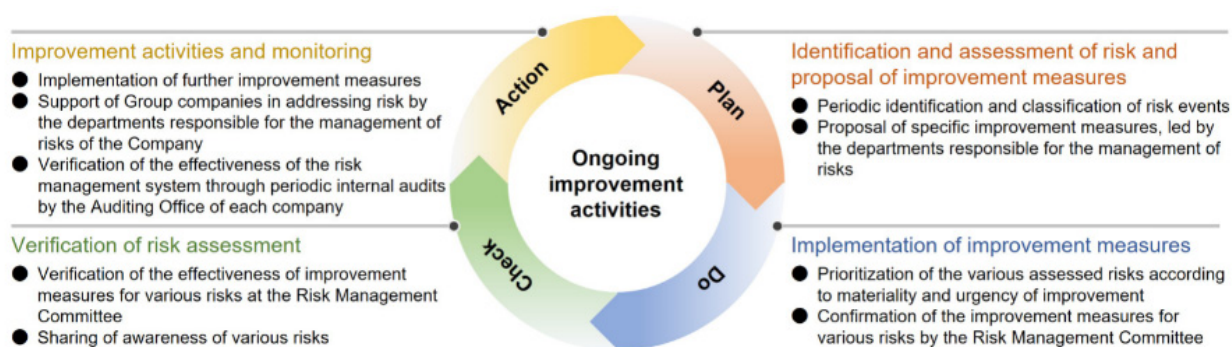 Improvement activities and monitoring
● Implementation of further improvement measures
● Support of Group companies in addressing risk by
the departments responsible for the management of
risks of the Company
● Verification of the effectiveness of the risk
management system through periodic internal audits
by the Auditing Office of each company
Verification of risk assessment
● Verification of the effectiveness of improvement
measures for various risks at the Risk Management
Committee
● Sharing of awareness of various risks
Action
Plan
Check
Do
Ongoing
improvement
activities
Identification and assessment of risk and
proposal of improvement measures
● Periodic identification and classification of risk events
● Proposal of specific improvement measures, led by
the departments responsible for the management of
risks
Implementation of improvement measures
● Prioritization of the various assessed risks according
to materiality and urgency of improvement
● Confirmation of the improvement measures for
various risks by the Risk Management Committee